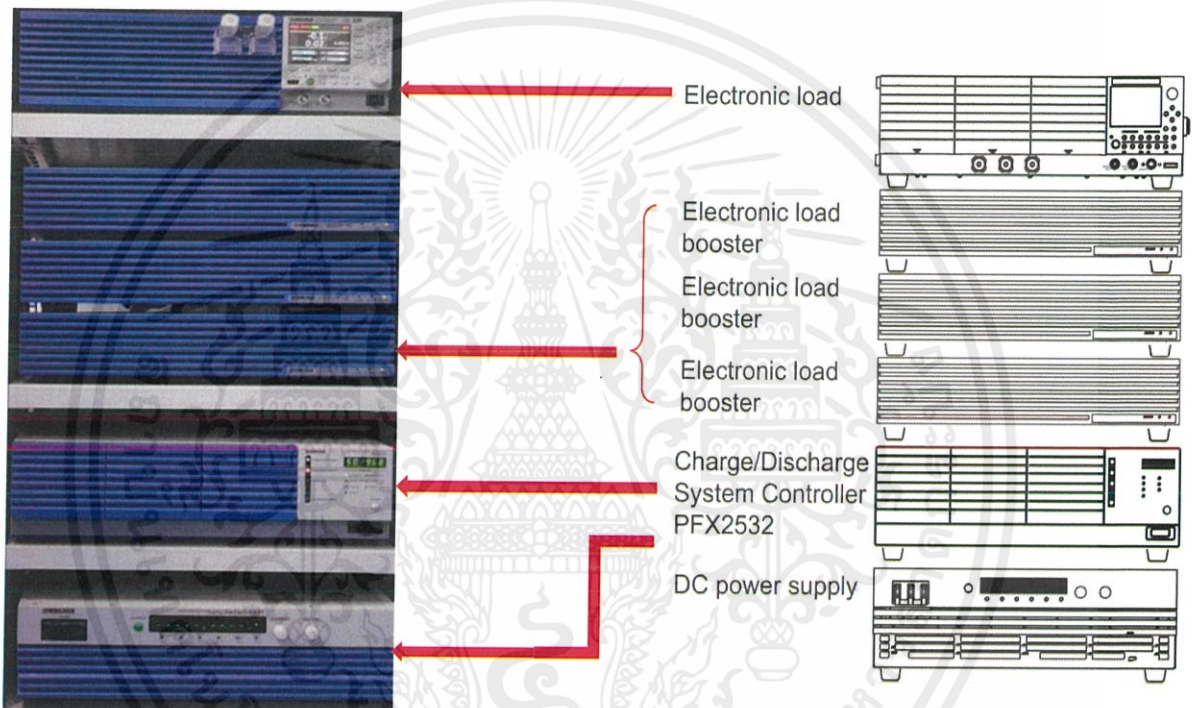 Electronic load
Electronic load
booster
Electronic load
booster
Electronic load
booster
Charge/Discharge
System Controller
PFX2532
DC power supply